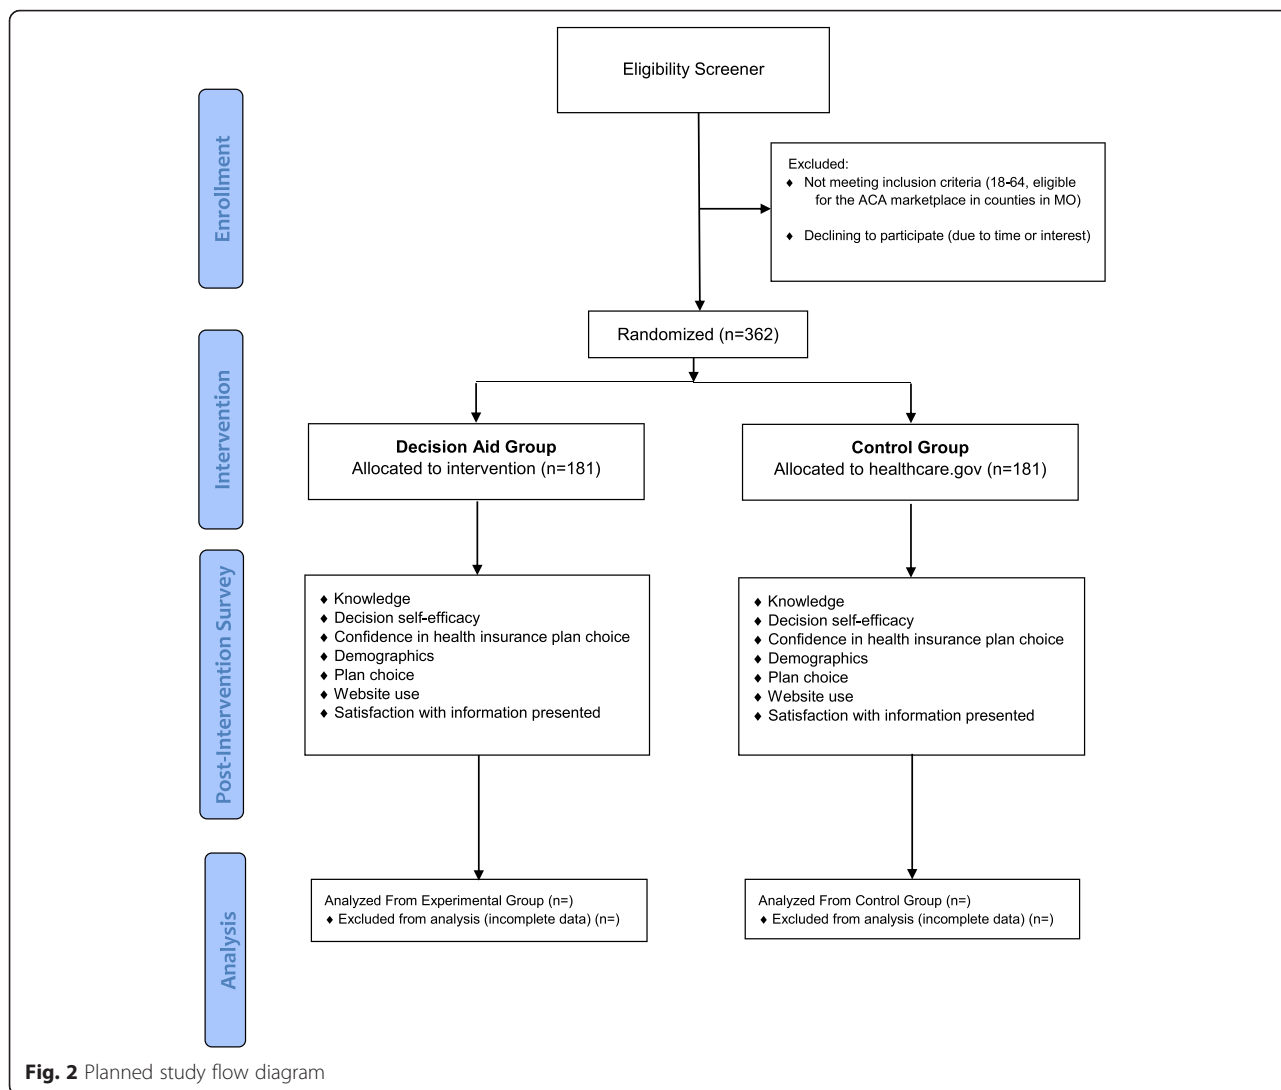 Eligibility Screener
Enrollment
Excluded:
♦ Not meeting inclusion criteria (18-64, eligible
for the ACA marketplace in counties in MO)
♦ Declining to participate (due to time or interest)
Randomized (n=362)
Intervention
Decision Aid Group
Allocated to intervention (n=181)
Control Group
Allocated to healthcare.gov (n=181)
Post-Intervention Survey
♦ Knowledge
♦ Decision self-efficacy
♦ Confidence in health insurance plan choice
♦ Demographics
♦ Plan choice
♦ Website use
♦ Satisfaction with information presented
♦ Knowledge
♦ Decision self-efficacy
♦ Confidence in health insurance plan choice
♦ Demographics
♦ Plan choice
♦ Website use
♦ Satisfaction with information presented
Analysis
Analyzed From Experimental Group (n=)
♦ Excluded from analysis (incomplete data) (n=)
Analyzed From Control Group (n=)
♦ Excluded from analysis (incomplete data) (n=)
Fig. 2 Planned study flow diagram